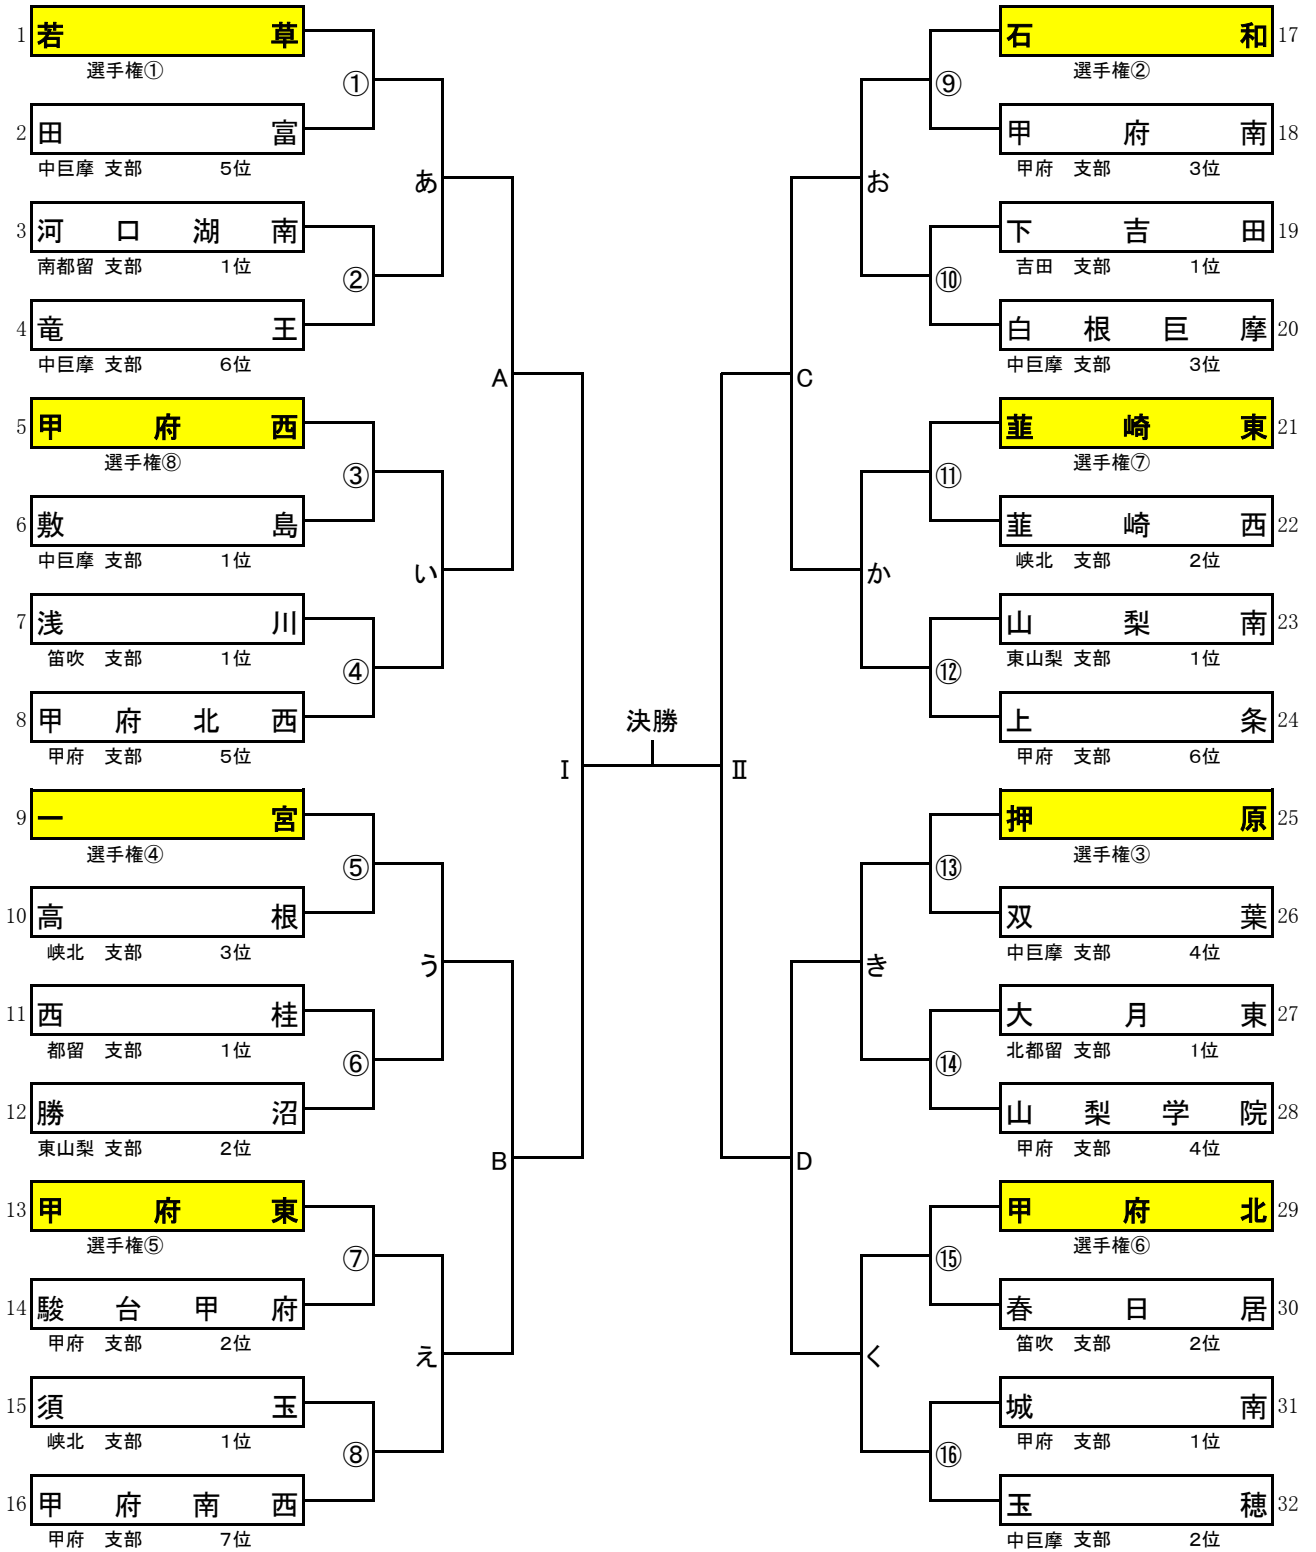 1 若草
選手権①
①
2 田富
中巨摩 支部 5位
あ
3 河口湖南
南都留 支部 1位
②
4 竜王
中巨摩 支部 6位
A
5 甲府西
選手権⑧
③
6 敷島
中巨摩 支部 1位
い
7 浅川
笛吹 支部 1位
④
8 甲府北西
甲府 支部 5位
Ⅰ
9 一宮
選手権④
⑤
10 高根
峡北 支部 3位
う
11 西桂
都留 支部 1位
⑥
12 勝沼
東山梨 支部 2位
B
13 甲府東
選手権⑤
⑦
14 駿台甲府
甲府 支部 2位
え
15 須玉
峡北 支部 1位
⑧
16 甲府南西
甲府 支部 7位
決勝
石和 17
選手権②
⑨
甲府南 18
甲府 支部 3位
お
下吉田 19
吉田 支部 1位
⑩
白根巨摩 20
中巨摩 支部 3位
C
韮崎東 21
選手権⑦
⑪
韮崎西 22
峡北 支部 2位
か
山梨南 23
東山梨 支部 1位
⑫
上条 24
甲府 支部 6位
Ⅱ
押原 25
選手権③
⑬
双葉 26
中巨摩 支部 4位
き
大月東 27
北都留 支部 1位
⑭
山梨学院 28
甲府 支部 4位
D
甲府北 29
選手権⑥
⑮
春日居 30
笛吹 支部 2位
く
城南 31
甲府 支部 1位
⑯
玉穂 32
中巨摩 支部 2位